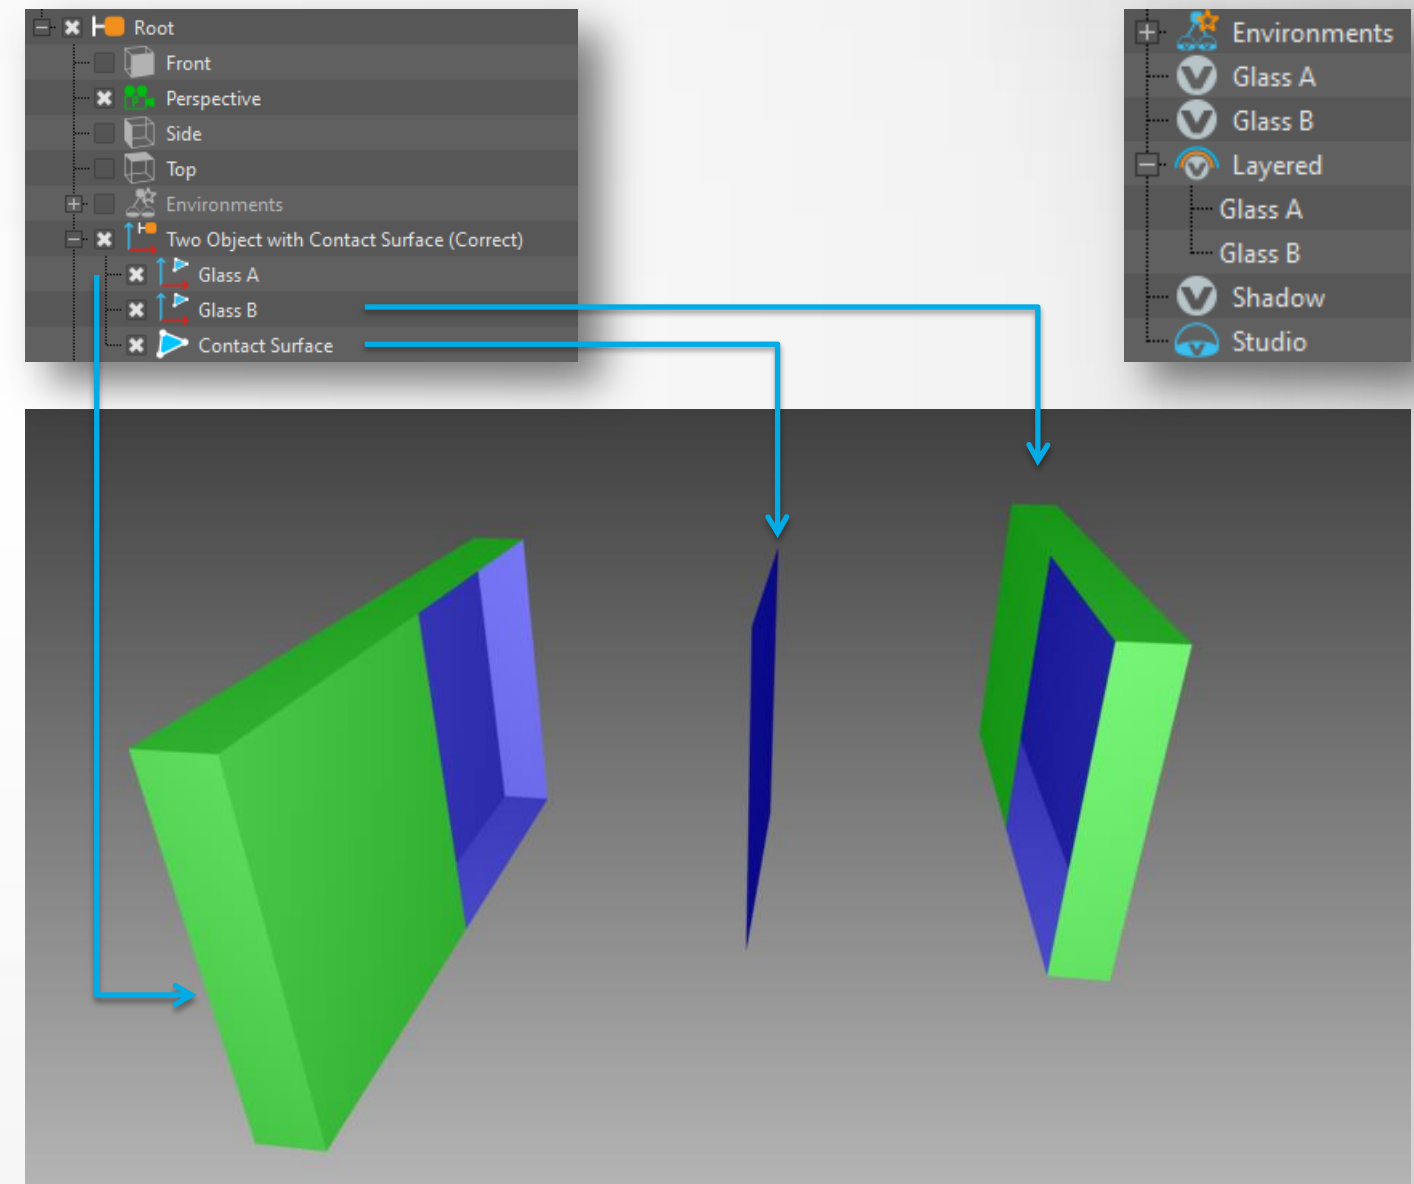 Root
Front
Perspective
Side
Top
Environments
Two Object with Contact Surface (Correct)
Glass A
Glass B
Contact Surface
Environments
Glass A
Glass B
Layered
Glass A
Glass B
Shadow
Studio